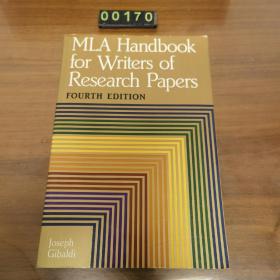 00170
MLA Handbook
for Writers of
Research Papers
FOURTH EDITION
Joseph
Gibaldi